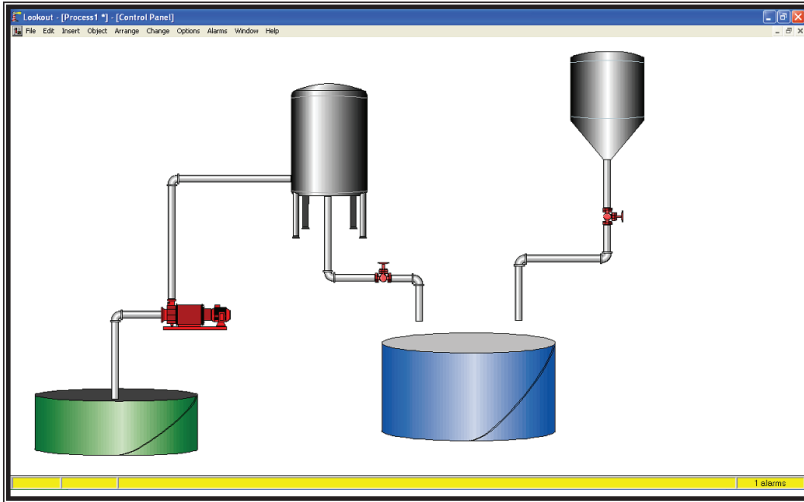 Lookout - [Process1 *] - [Control Panel]
File Edit Insert Object Arrange Change Options Alarms Window Help
1 alarms